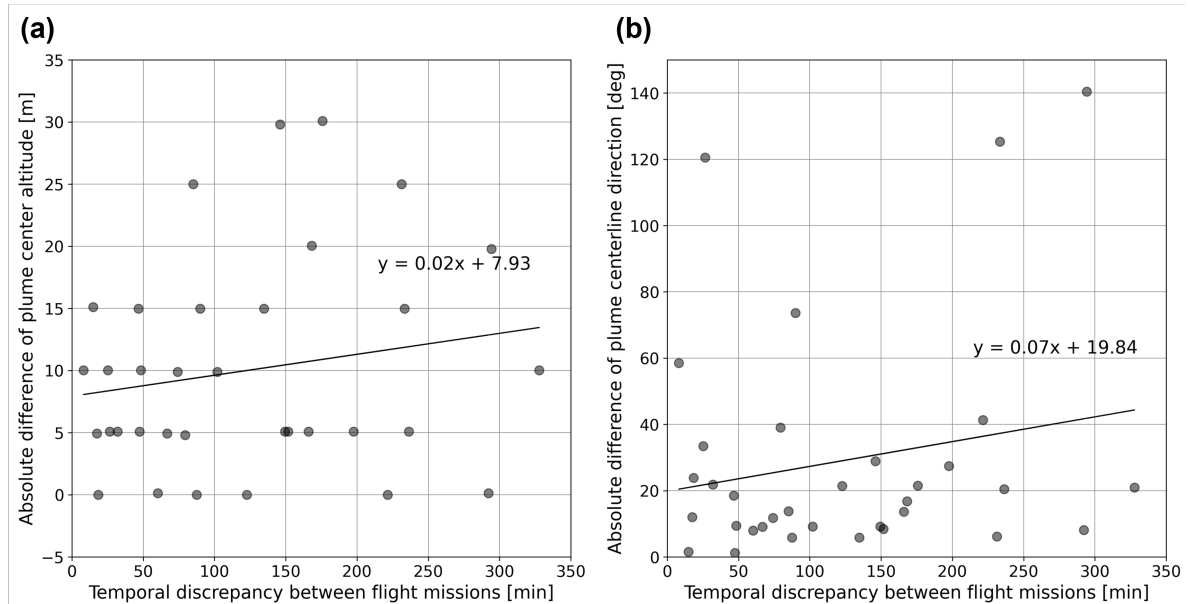 (a)
35
30
25
20
15
10
5
0
−5
0 50 100 150 200 250 300 350
Absolute difference of plume center altitude [m]
Temporal discrepancy between flight missions [min]
y = 0.02x + 7.93
(b)
140
120
100
80
60
40
20
0
0 50 100 150 200 250 300 350
Absolute difference of plume centerline direction [deg]
Temporal discrepancy between flight missions [min]
y = 0.07x + 19.84